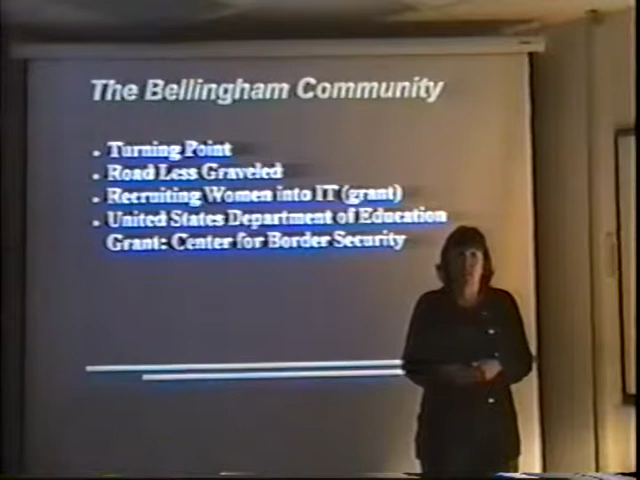 The Bellingham Community
• Turning Point
• Road Less Graveled
• Recruiting Women into IT (grant)
• United States Department of Education
Grant: Center for Border Security